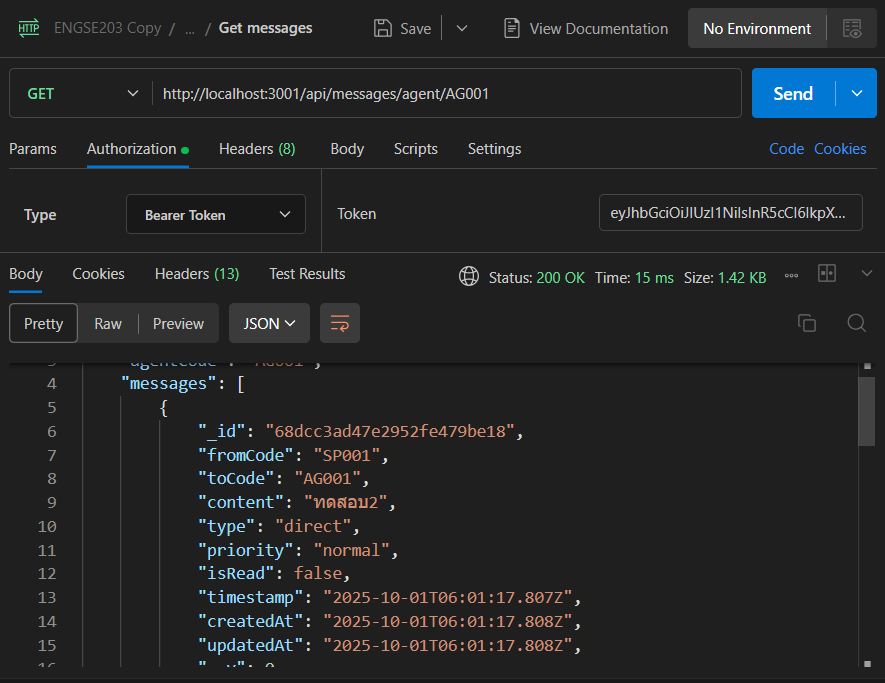 HTTP ENGSE203 Copy / ... / Get messages Save View Documentation No Environment
GET http://localhost:3001/api/messages/agent/AG001 Send
Params Authorization Headers (8) Body Scripts Settings Code Cookies
Type Bearer Token Token eyJhbGciOiJIUzI1NiIsInR5cCI6IkpX...
Body Cookies Headers (13) Test Results Status: 200 OK Time: 15 ms Size: 1.42 KB
Pretty Raw Preview JSON
3 "agentCode": "AG001",
4 "messages": [
5 {
6 "_id": "68dcc3ad47e2952fe479be18",
7 "fromCode": "SP001",
8 "toCode": "AG001",
9 "content": "ทดสอบ2",
10 "type": "direct",
11 "priority": "normal",
12 "isRead": false,
13 "timestamp": "2025-10-01T06:01:17.807Z",
14 "createdAt": "2025-10-01T06:01:17.808Z",
15 "updatedAt": "2025-10-01T06:01:17.808Z",